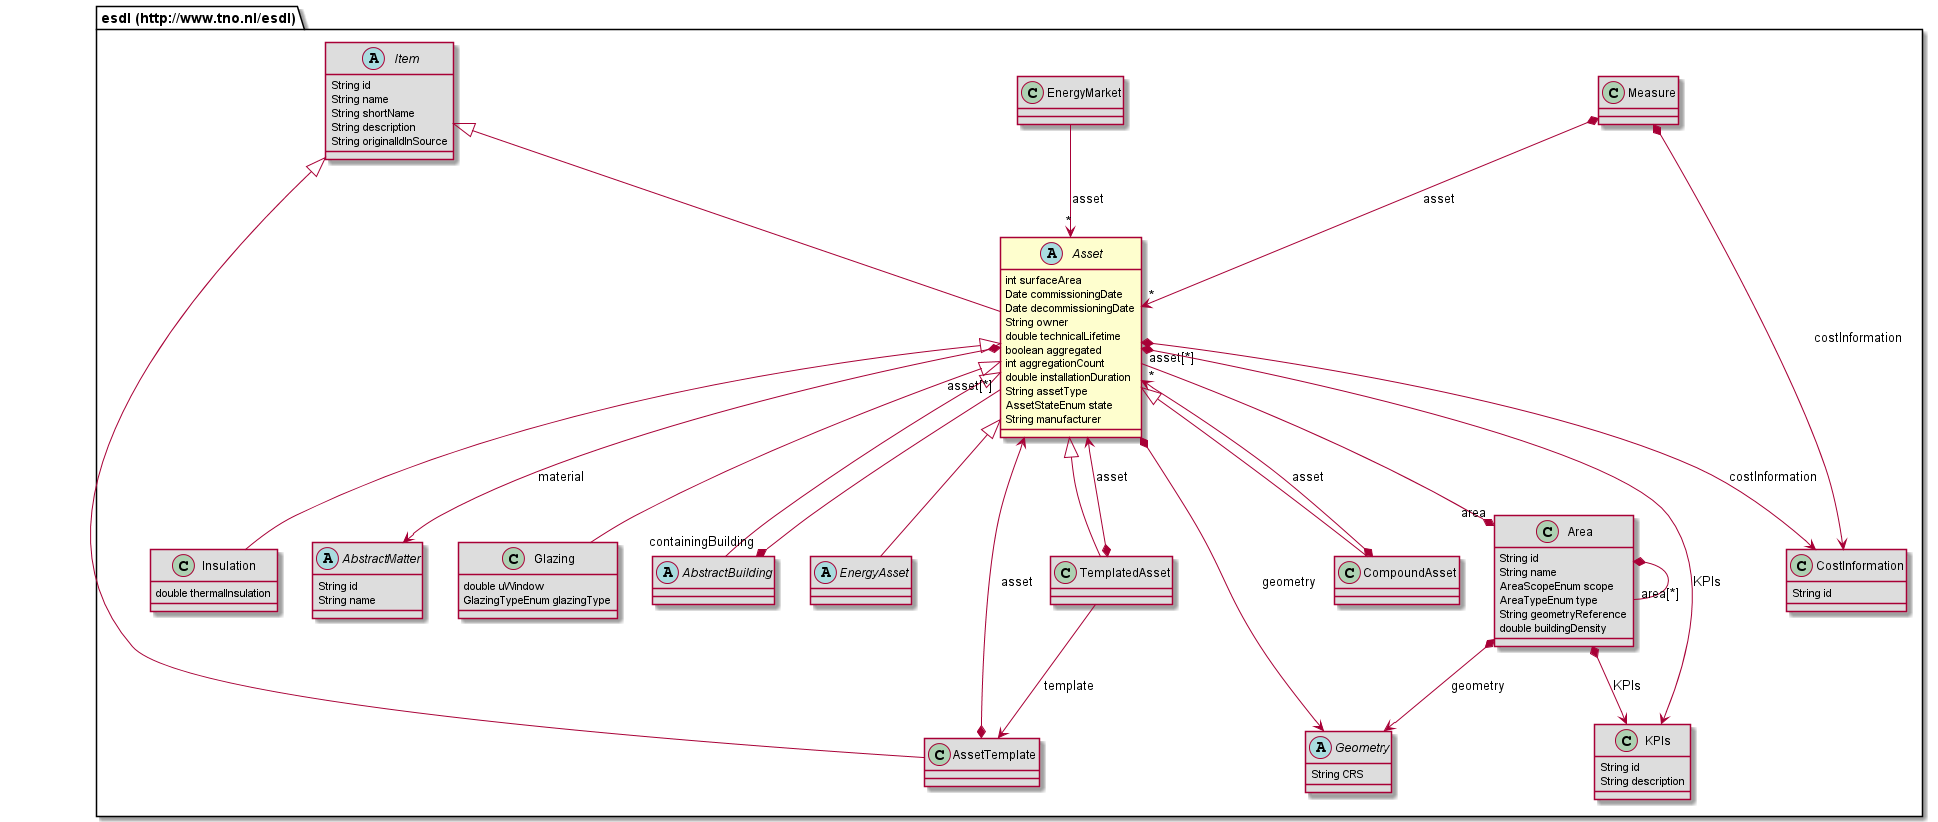 esdl (http://www.tno.nl/esdl)
A Item
String id
String name
String shortName
String description
String originalIdInSource
C EnergyMarket
C Measure
asset
*
asset
*
A Asset
int surfaceArea
Date commissioningDate
Date decommissioningDate
String owner
double technicalLifetime
boolean aggregated
int aggregationCount
double installationDuration
String assetType
AssetStateEnum state
String manufacturer
costInformation
asset[*]
*
asset[*]
material
asset
asset
costInformation
area
containingBuilding
C Insulation
double thermalInsulation
A AbstractMatter
String id
String name
C Glazing
double uWindow
GlazingTypeEnum glazingType
A AbstractBuilding
A EnergyAsset
C TemplatedAsset
C CompoundAsset
C Area
String id
String name
AreaScopeEnum scope
AreaTypeEnum type
String geometryReference
double buildingDensity
area[*]
C CostInformation
String id
asset
geometry
KPIs
template
geometry
KPIs
C AssetTemplate
A Geometry
String CRS
C KPIs
String id
String description